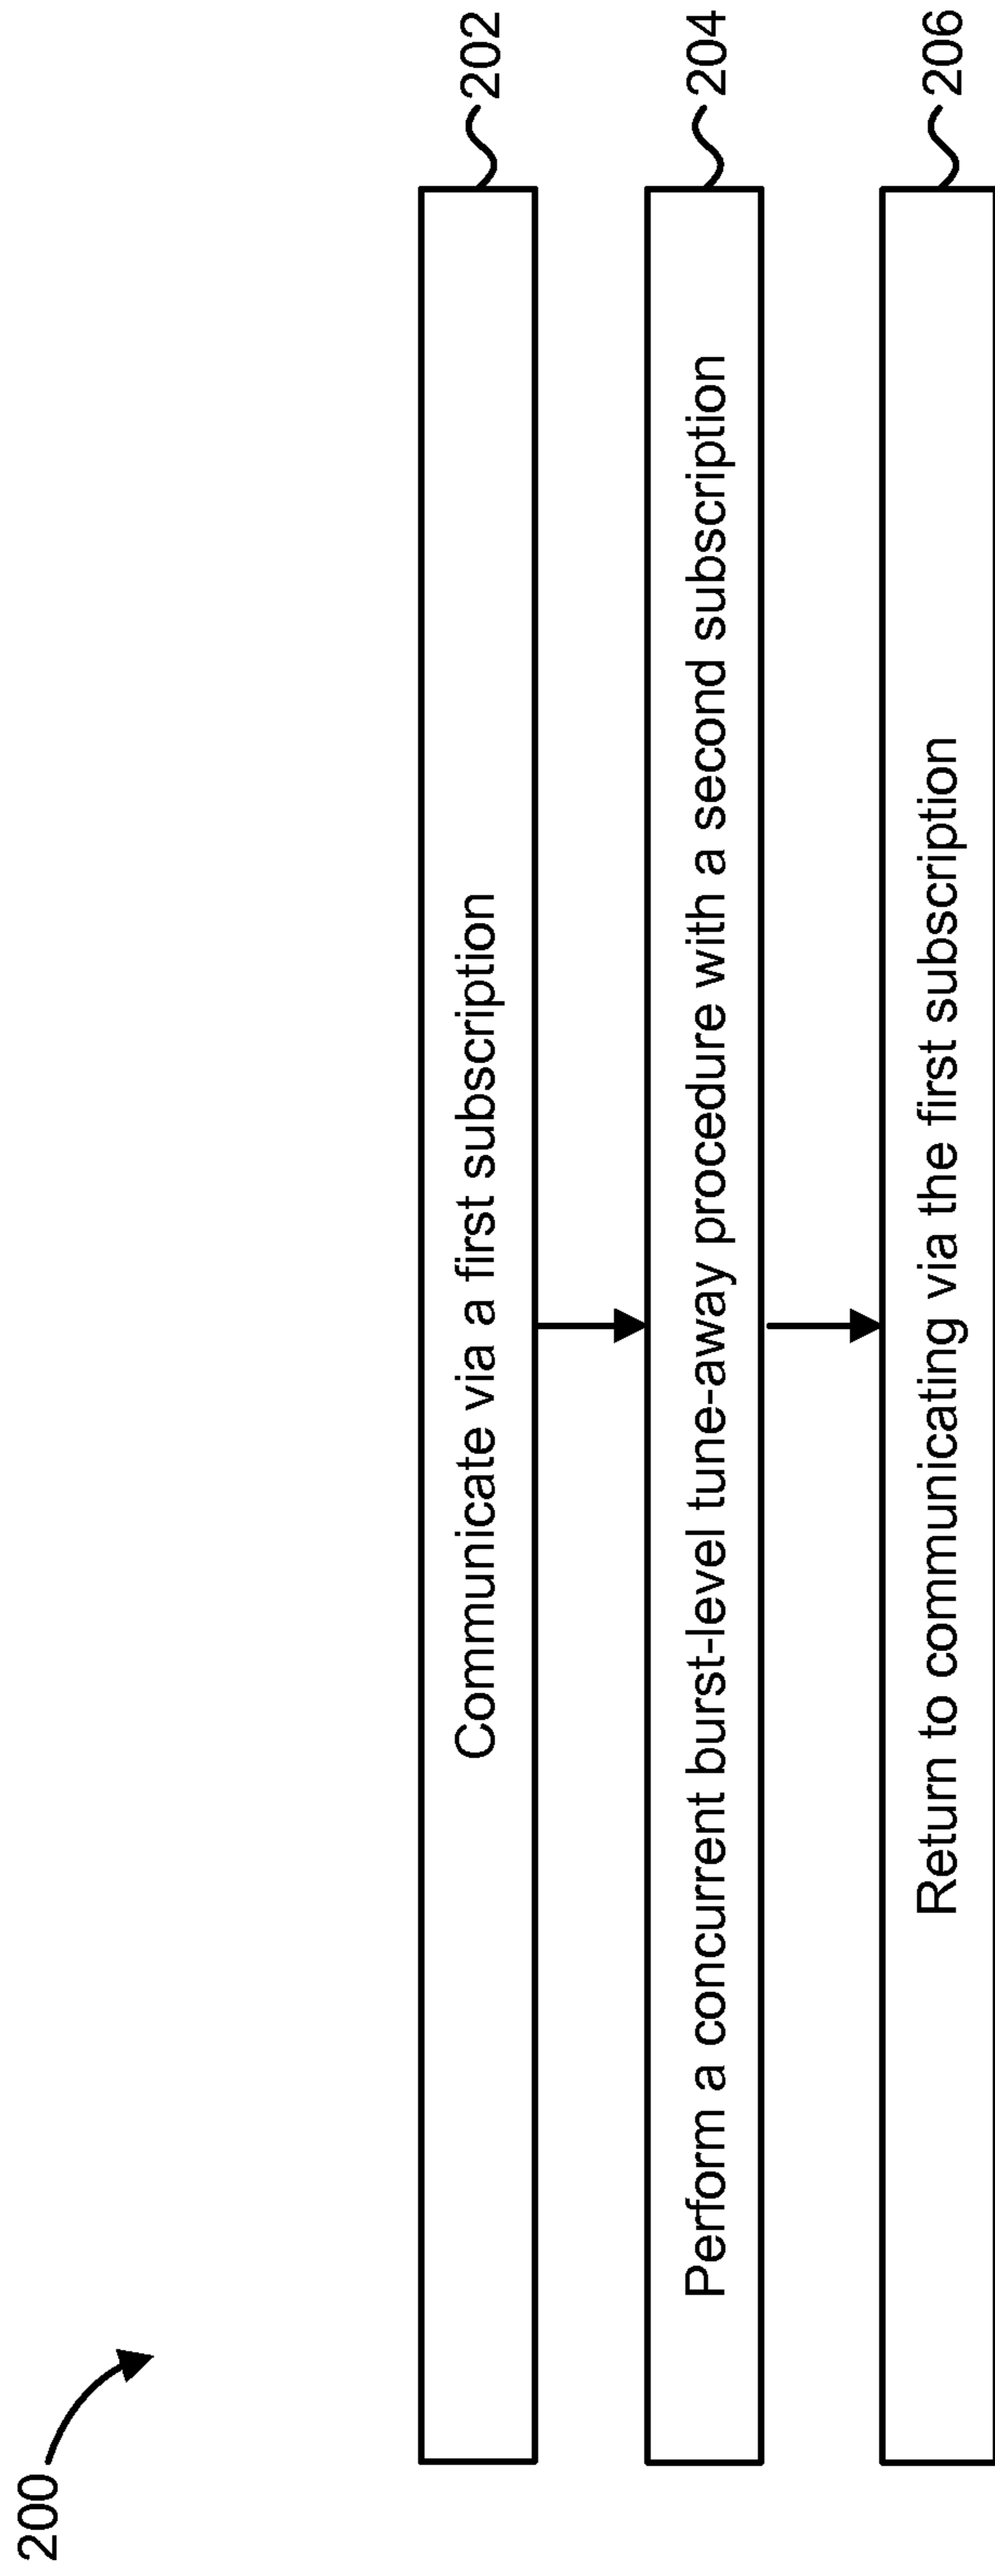 200
Communicate via a first subscription
202
Perform a concurrent burst-level tune-away procedure with a second subscription
204
Return to communicating via the first subscription
206